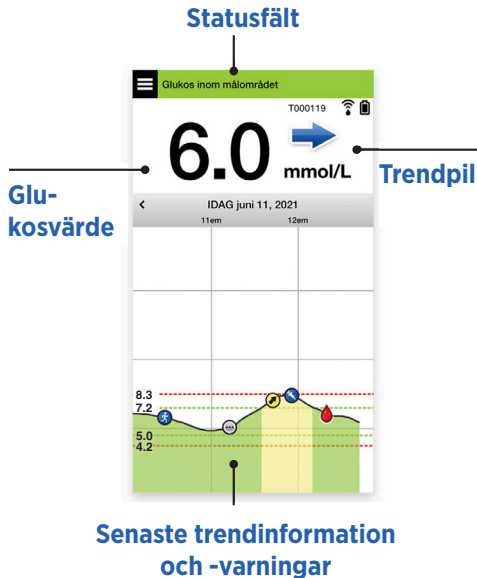 Statusfält
Glukos inom målområdet
T000119
6.0
mmol/L
Trendpil
Glu-
kosvärde
< IDAG juni 11, 2021
11em 12em
8.3
7.2
5.0
4.2
Senaste trendinformation
och -varningar